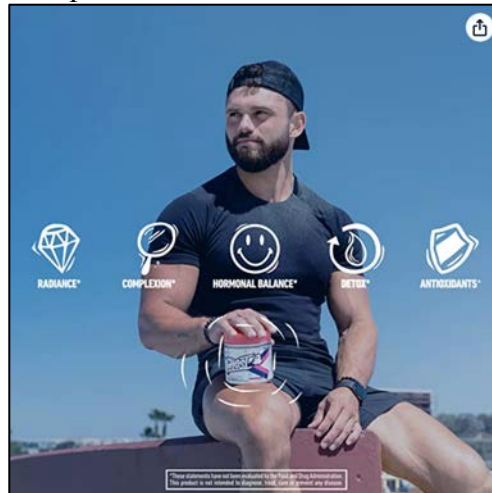 RADIANCE*
COMPLEXION*
HORMONAL BALANCE*
DETOX*
ANTIOXIDANTS*
*These statements have not been evaluated by the Food and Drug Administration.
This product is not intended to diagnose, treat, cure or prevent any disease.